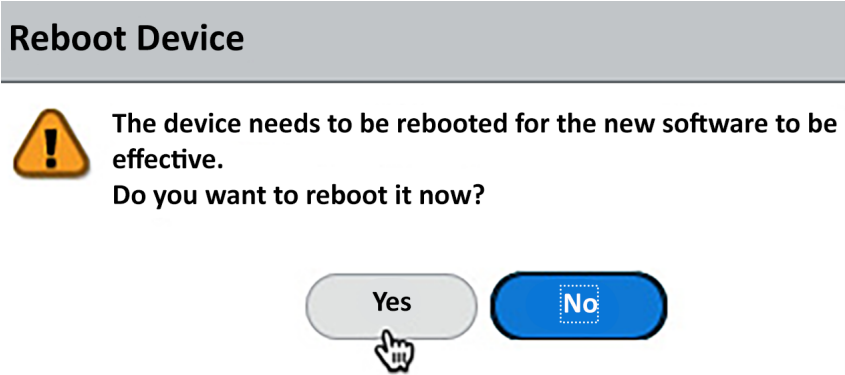 Reboot Device
The device needs to be rebooted for the new software to be
effective.
Do you want to reboot it now?
Yes
No